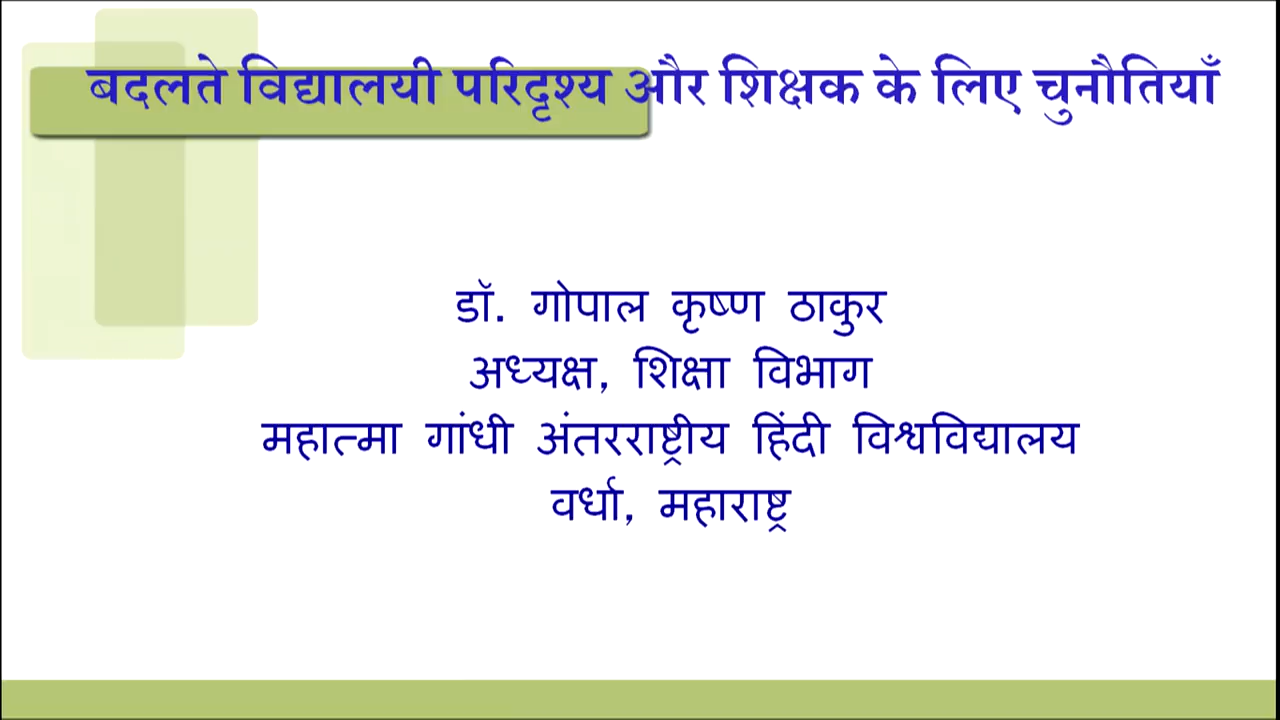 बदलते विद्यालयी परिदृश्य और शिक्षक के लिए चुनौतियाँ
डॉ. गोपाल कृष्ण ठाकुर
अध्यक्ष, शिक्षा विभाग
महात्मा गांधी अंतरराष्ट्रीय हिंदी विश्वविद्यालय
वर्धा, महाराष्ट्र